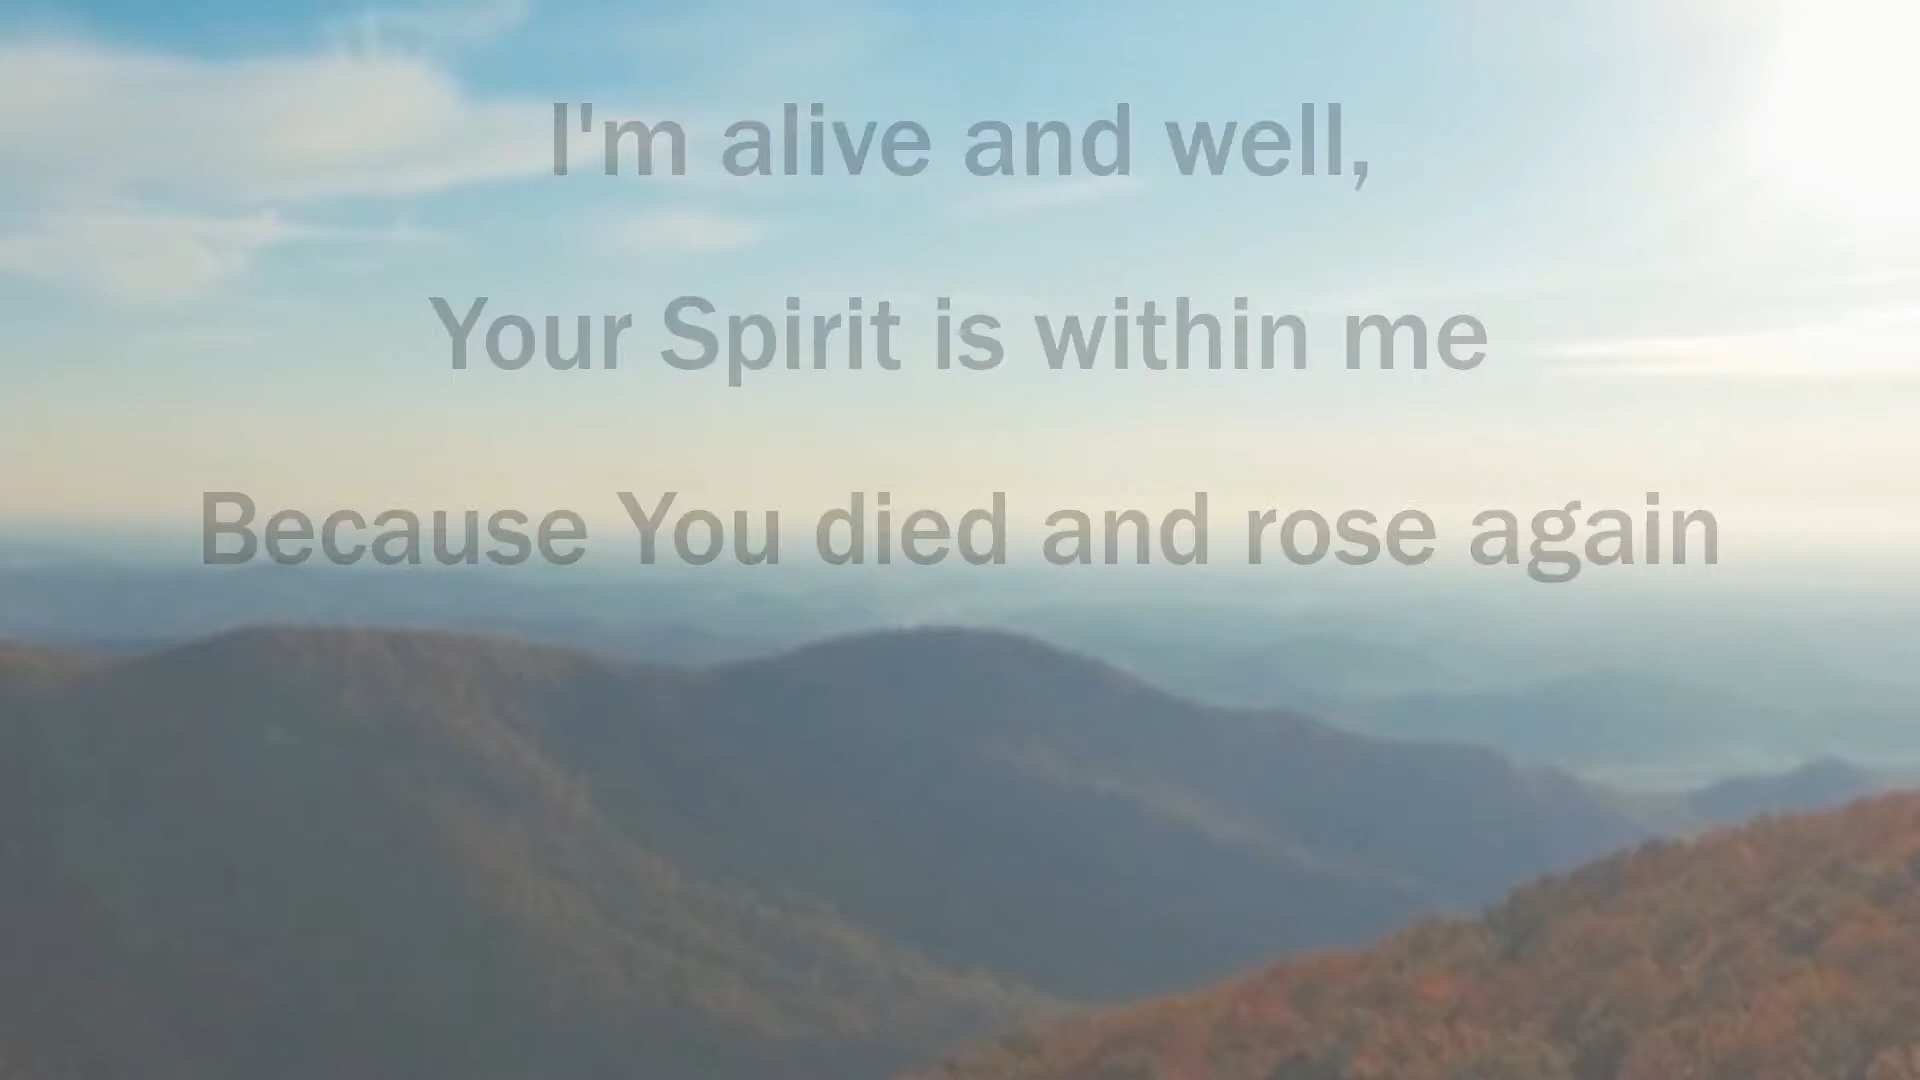 I'm alive and well,
Your Spirit is within me
Because You died and rose again